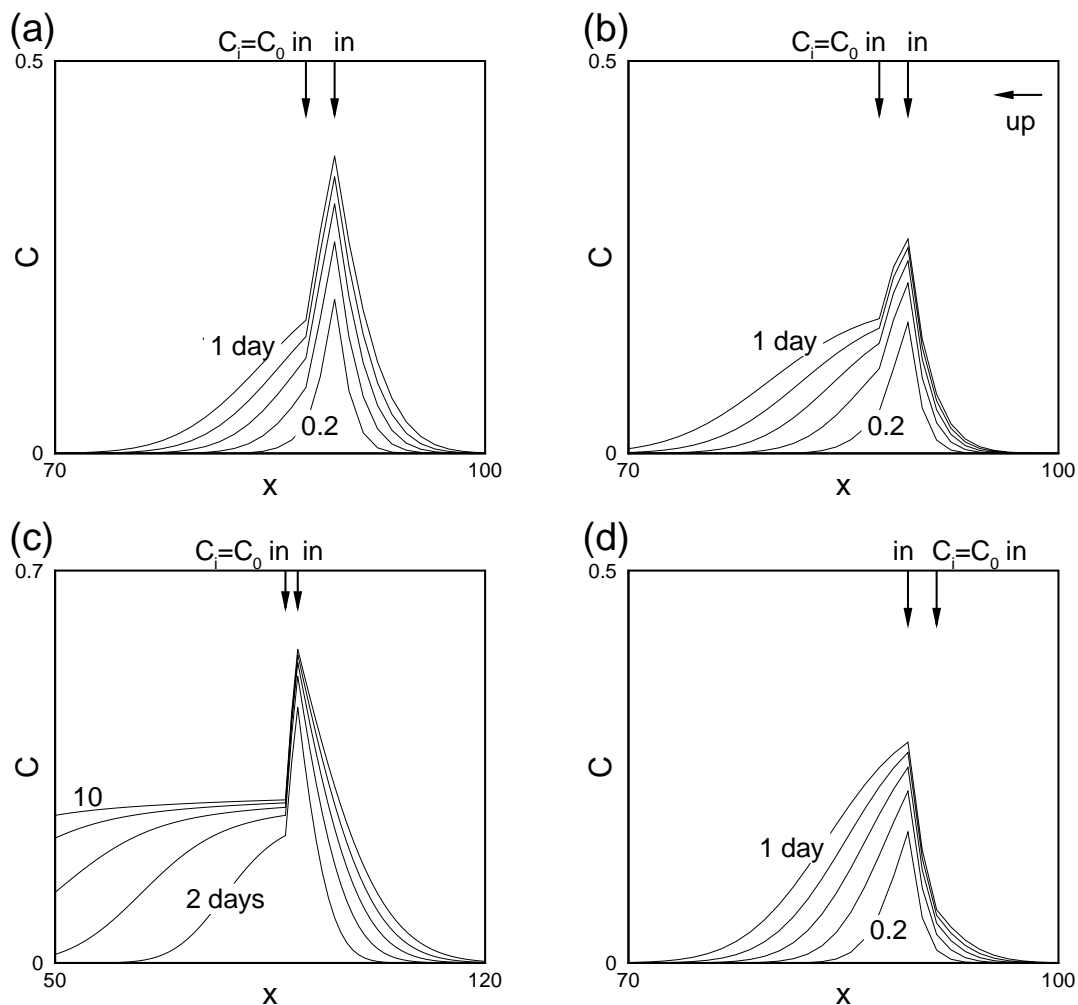 (a)
C_i=C_0 in in
0.5
C
1 day
0.2
0
70
100
x
(b)
C_i=C_0 in in
0.5
up
C
1 day
0.2
0
70
100
x
(c)
C_i=C_0 in in
0.7
C
10
2 days
0
50
120
x
(d)
in C_i=C_0 in
0.5
C
1 day
0.2
0
70
100
x